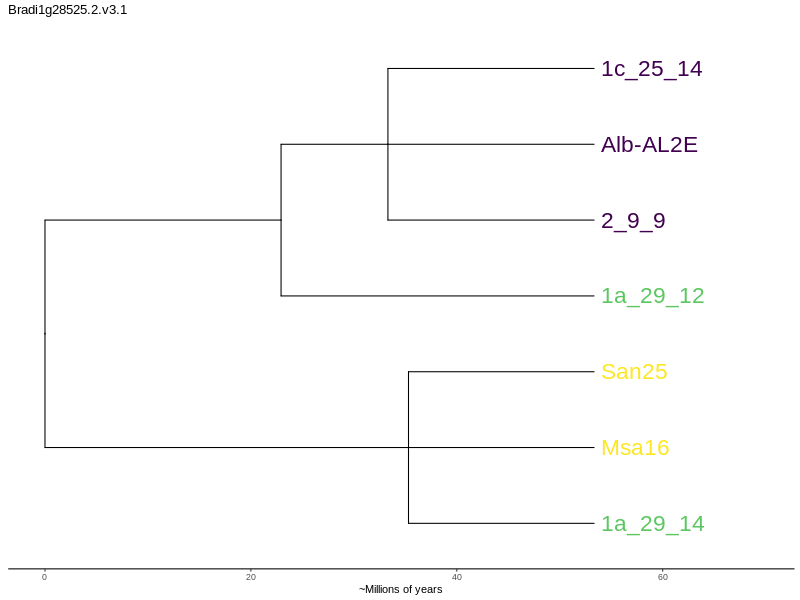 Bradi1g28525.2.v3.1
1c_25_14
Alb-AL2E
2_9_9
1a_29_12
San25
Msa16
1a_29_14
0 20 40 60
~Millions of years